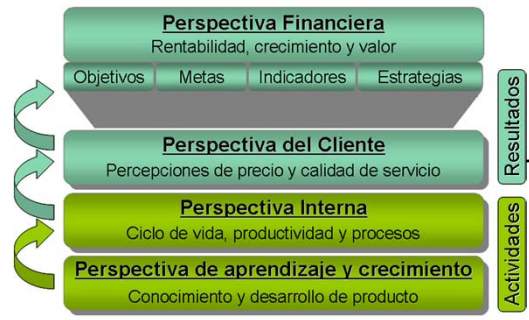 Perspectiva Financiera
Rentabilidad, crecimiento y valor
Objetivos Metas Indicadores Estrategias
Perspectiva del Cliente
Percepciones de precio y calidad de servicio
Perspectiva Interna
Ciclo de vida, productividad y procesos
Perspectiva de aprendizaje y crecimiento
Conocimiento y desarrollo de producto
Resultados
Actividades